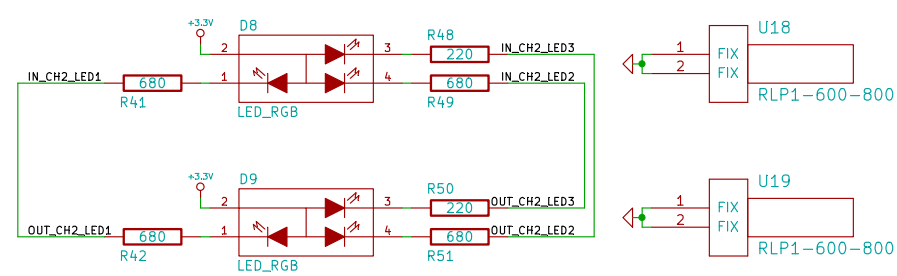 +3.3V
D8
2
3
R48
220
IN_CH2_LED3
IN_CH2_LED1
680
R41
1
4
680
R49
IN_CH2_LED2
LED_RGB
U18
1
FIX
2
FIX
RLP1-600-800
+3.3V
D9
2
3
R50
220
OUT_CH2_LED3
OUT_CH2_LED1
680
R42
1
4
680
R51
OUT_CH2_LED2
LED_RGB
U19
1
FIX
2
FIX
RLP1-600-800